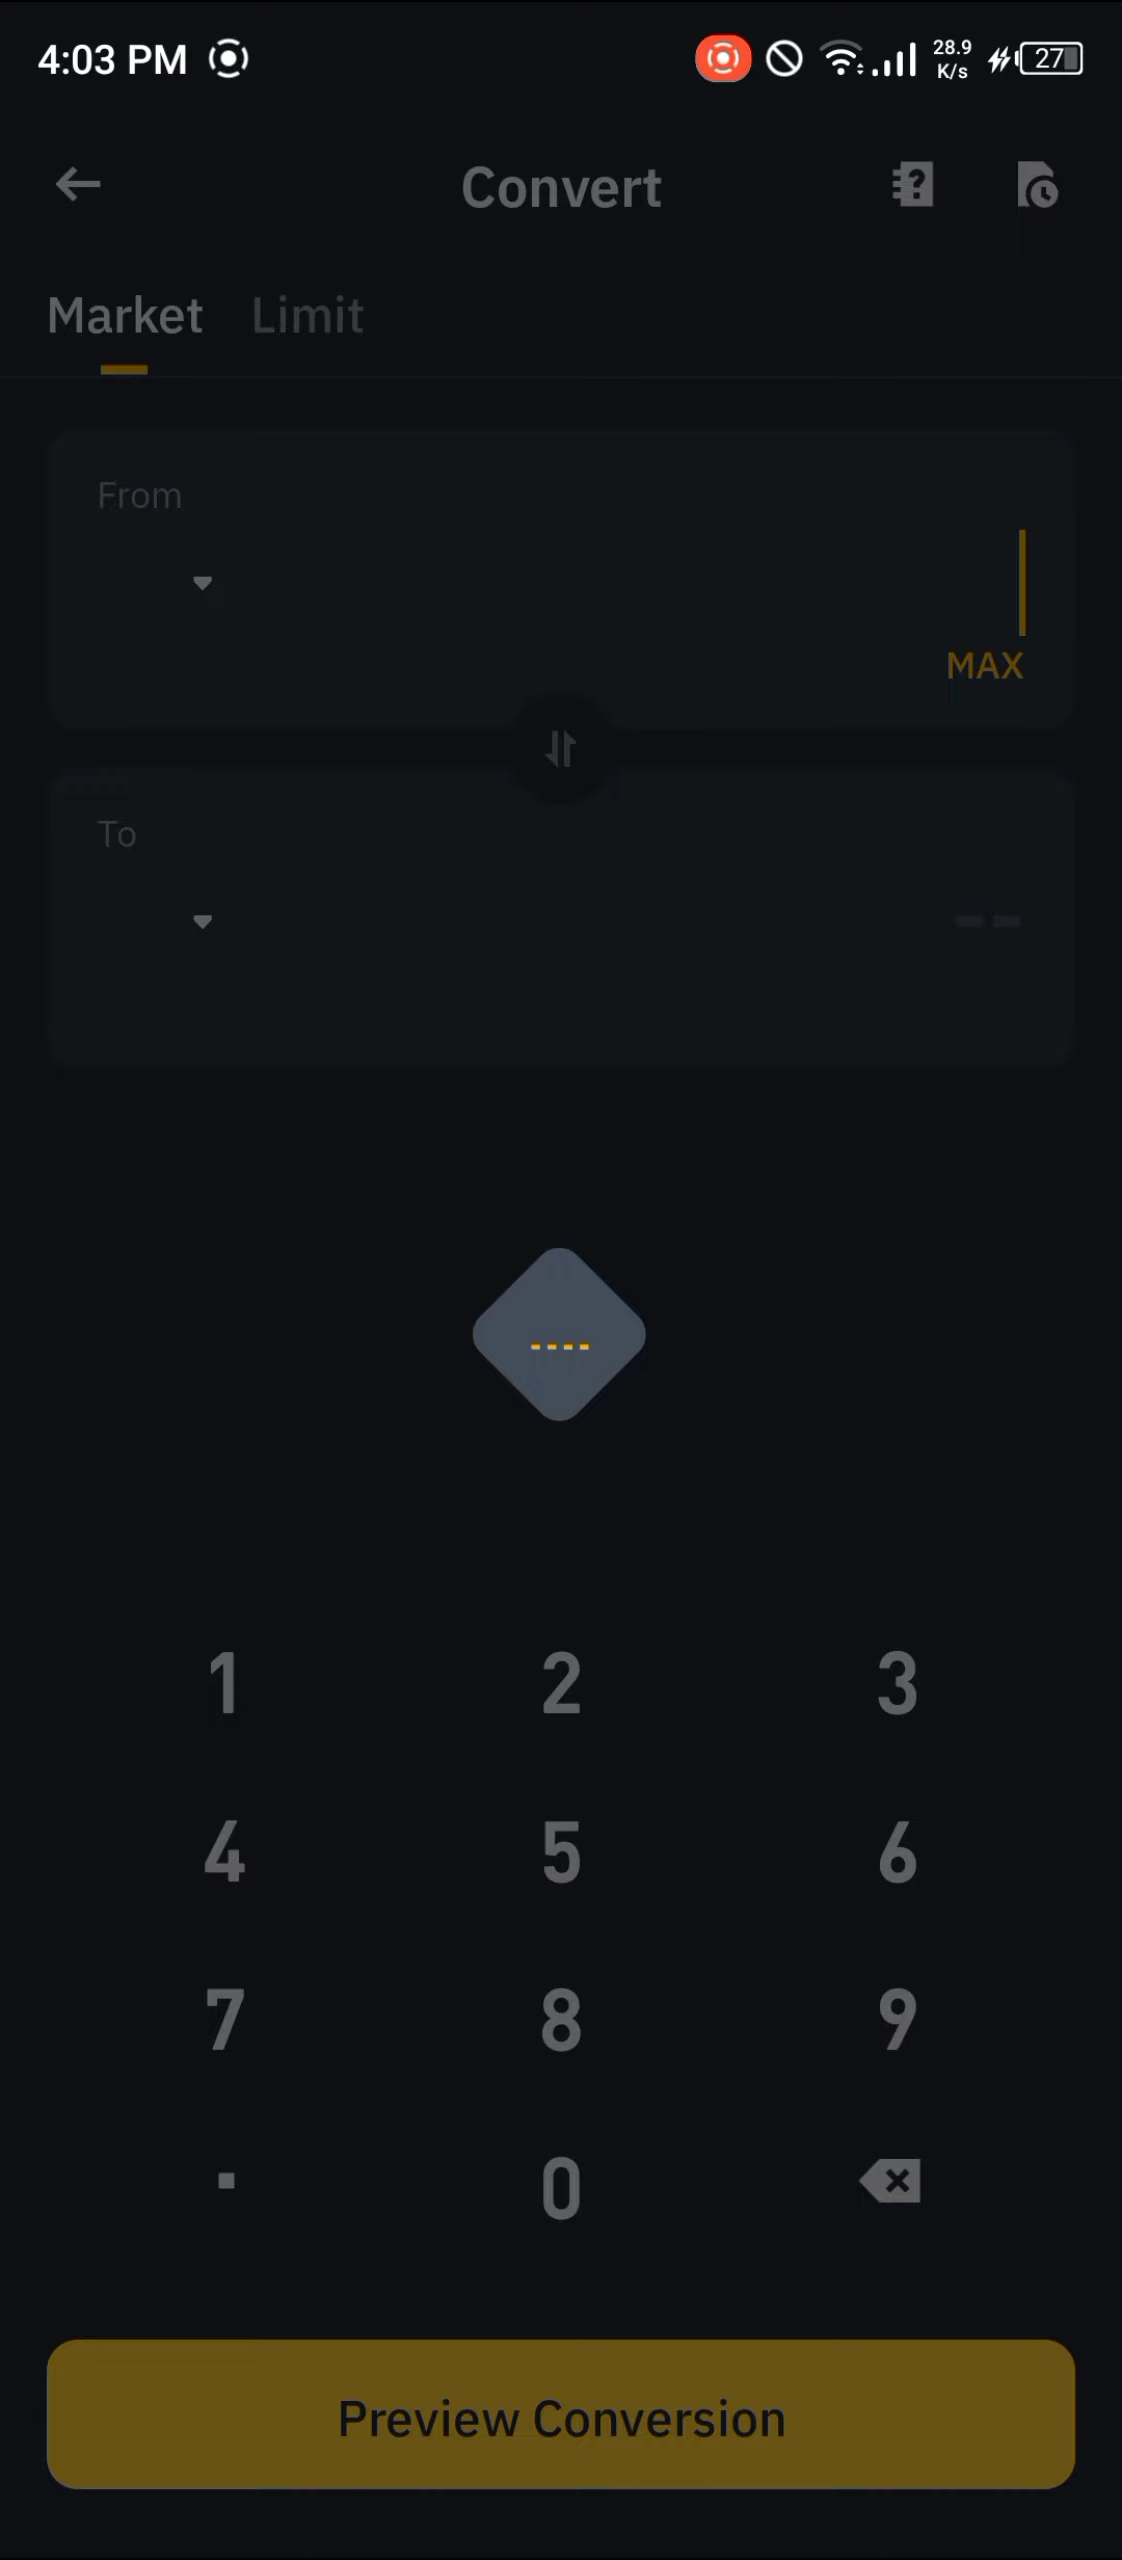 4:03 PM 28.9 K/s 27
Convert
Market Limit
From
MAX
To
--
1 2 3
4 5 6
7 8 9
. 0
Preview Conversion